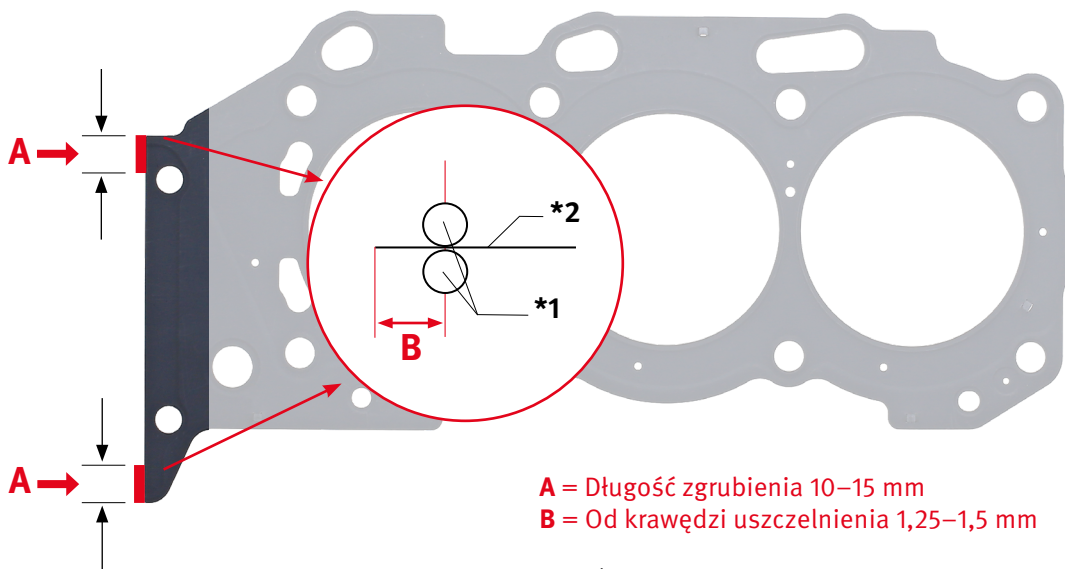 A
*2
*1
B
A
A = Długość zgrubienia 10–15 mm
B = Od krawędzi uszczelnienia 1,25–1,5 mm